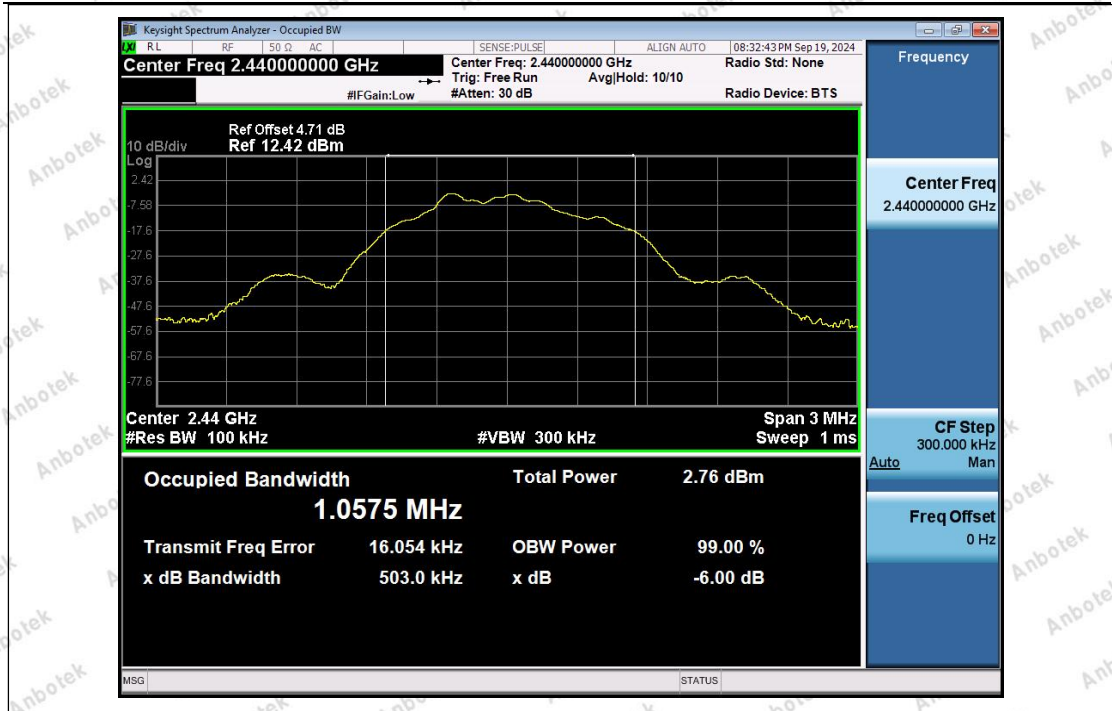 Keysight Spectrum Analyzer - Occupied BW
LXI RL RF 50 Ω AC SENSE:PULSE ALIGN AUTO 08:32:43 PM Sep 19, 2024
Center Freq 2.440000000 GHz
Center Freq: 2.440000000 GHz Radio Std: None
Trig: Free Run Avg|Hold: 10/10
#IFGain:Low #Atten: 30 dB Radio Device: BTS
Ref Offset 4.71 dB
10 dB/div Ref 12.42 dBm
Log
2.42
-7.58
-17.6
-27.6
-37.6
-47.6
-57.6
-67.6
-77.6
Center 2.44 GHz Span 3 MHz
#Res BW 100 kHz #VBW 300 kHz Sweep 1 ms
Occupied Bandwidth Total Power 2.76 dBm
1.0575 MHz
Transmit Freq Error 16.054 kHz OBW Power 99.00 %
x dB Bandwidth 503.0 kHz x dB -6.00 dB
MSG STATUS
Frequency
Center Freq
2.440000000 GHz
CF Step
300.000 kHz
Auto Man
Freq Offset
0 Hz
Anbotek